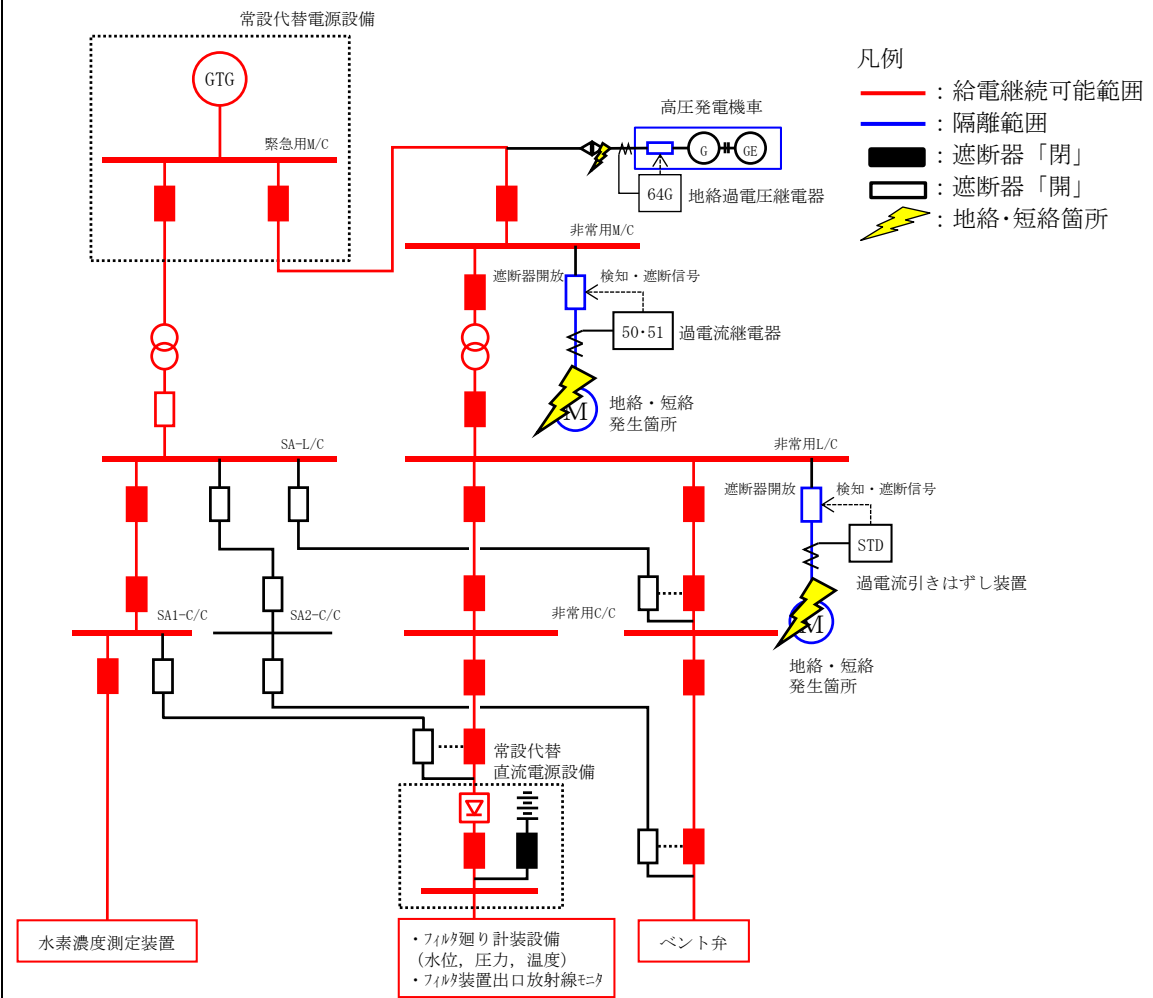 常設代替電源設備
GTG
緊急用M/C
高圧発電機車
G
GE
64G
地絡過電圧継電器
凡例
：給電継続可能範囲
：隔離範囲
：遮断器「閉」
：遮断器「開」
：地絡・短絡箇所
非常用M/C
遮断器開放
検知・遮断信号
50・51
過電流継電器
M
地絡・短絡
発生箇所
SA-L/C
非常用L/C
遮断器開放
検知・遮断信号
STD
過電流引きはずし装置
M
地絡・短絡
発生箇所
SA1-C/C
SA2-C/C
非常用C/C
常設代替
直流電源設備
水素濃度測定装置
・フィルタ廻り計装設備
（水位，圧力，温度）
・フィルタ装置出口放射線モニタ
ベント弁